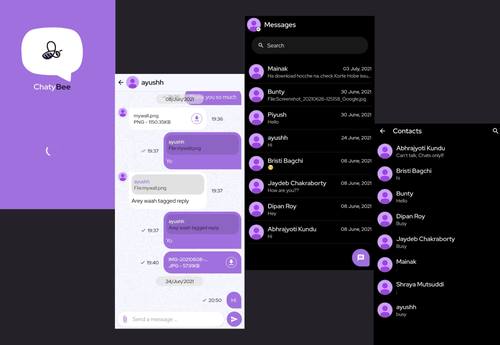 ChatyBee
ayushh
08/July/2021
you so much
mywall.png
PNG - 1150.35KB
19:36
ayushh
File:mywall.png
19:37
Yo
ayushh
File:mywall.png
Arey waah tagged reply
19:37
ayushh
Arey waah tagged reply
19:37
Yo
IMG-20210608-...
JPG - 57.91KB
19:40
24/July/2021
20:50
Hi
Send a message ...
Messages
Search
Mainak
03 July, 2021
Ha download hocche na.check Korte Hobe issu...
Bunty
30 June, 2021
File:Screenshot_20210626-125158_Google.jpg
Piyush
30 June, 2021
Hello
ayushh
24 June, 2021
Hi
Bristi Bagchi
08 June, 2021
Jaydeb Chakraborty
08 June, 2021
How are you??
Dipan Roy
08 June, 2021
Hey
Abhrajyoti Kundu
08 June, 2021
Hi
Contacts
Abhrajyoti Kundu
Can't talk, Chats only!!
Bristi Bagchi
hi
Bunty
Hello
Dipan Roy
Busy
Jaydeb Chakraborty
Busy
Mainak
Shraya Mutsuddi
ayushh
busy